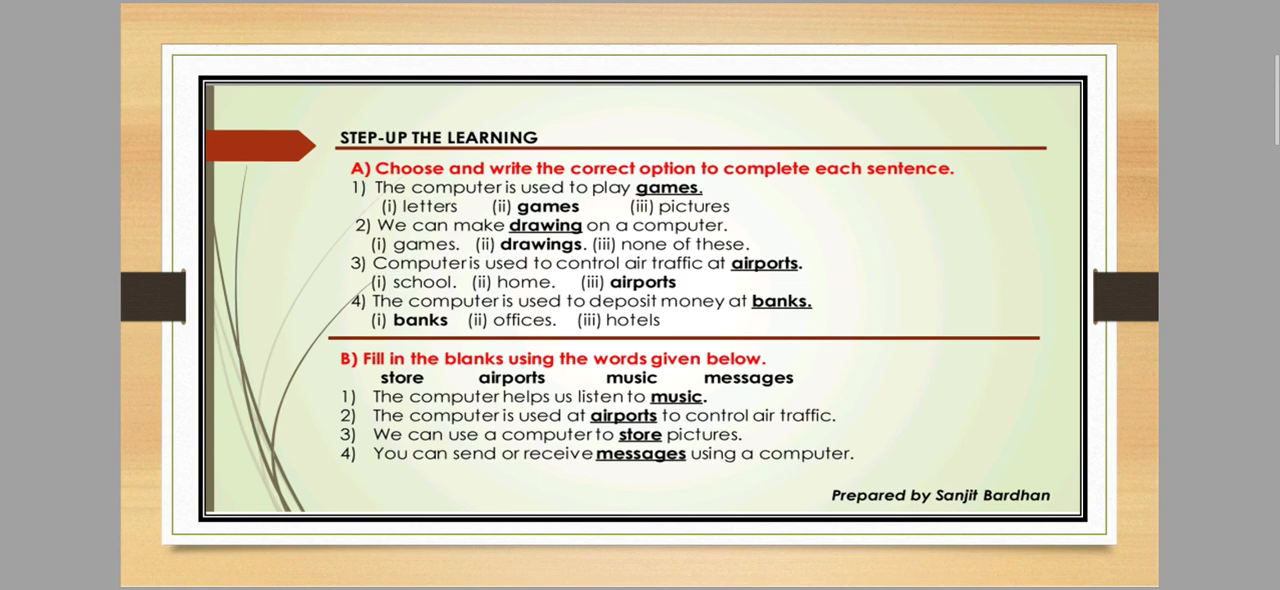 STEP-UP THE LEARNING
A) Choose and write the correct option to complete each sentence.
1) The computer is used to play games.
(i) letters (ii) games (iii) pictures
2) We can make drawing on a computer.
(i) games. (ii) drawings. (iii) none of these.
3) Computer is used to control air traffic at airports.
(i) school. (ii) home. (iii) airports
4) The computer is used to deposit money at banks.
(i) banks (ii) offices. (iii) hotels
B) Fill in the blanks using the words given below.
store airports music messages
1) The computer helps us listen to music.
2) The computer is used at airports to control air traffic.
3) We can use a computer to store pictures.
4) You can send or receive messages using a computer.
Prepared by Sanjit Bardhan